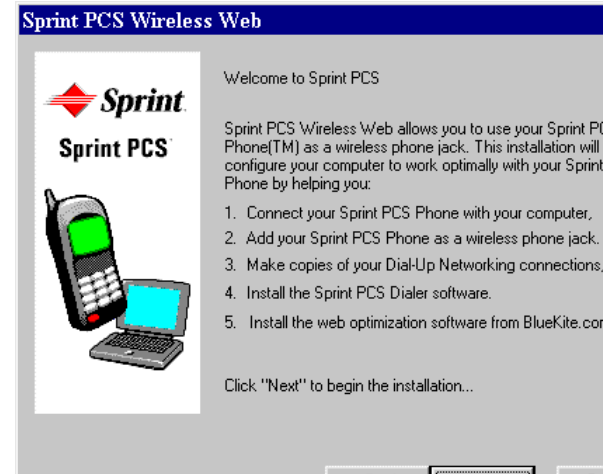 Sprint PCS Wireless Web
Sprint
Sprint PCS
Welcome to Sprint PCS
Sprint PCS Wireless Web allows you to use your Sprint
Phone(TM) as a wireless phone jack. This installation will
configure your computer to work optimally with your Sprint
Phone by helping you:
1. Connect your Sprint PCS Phone with your computer,
2. Add your Sprint PCS Phone as a wireless phone jack.
3. Make copies of your Dial-Up Networking connections,
4. Install the Sprint PCS Dialer software.
5. Install the web optimization software from
Click "Next" to begin the installation...